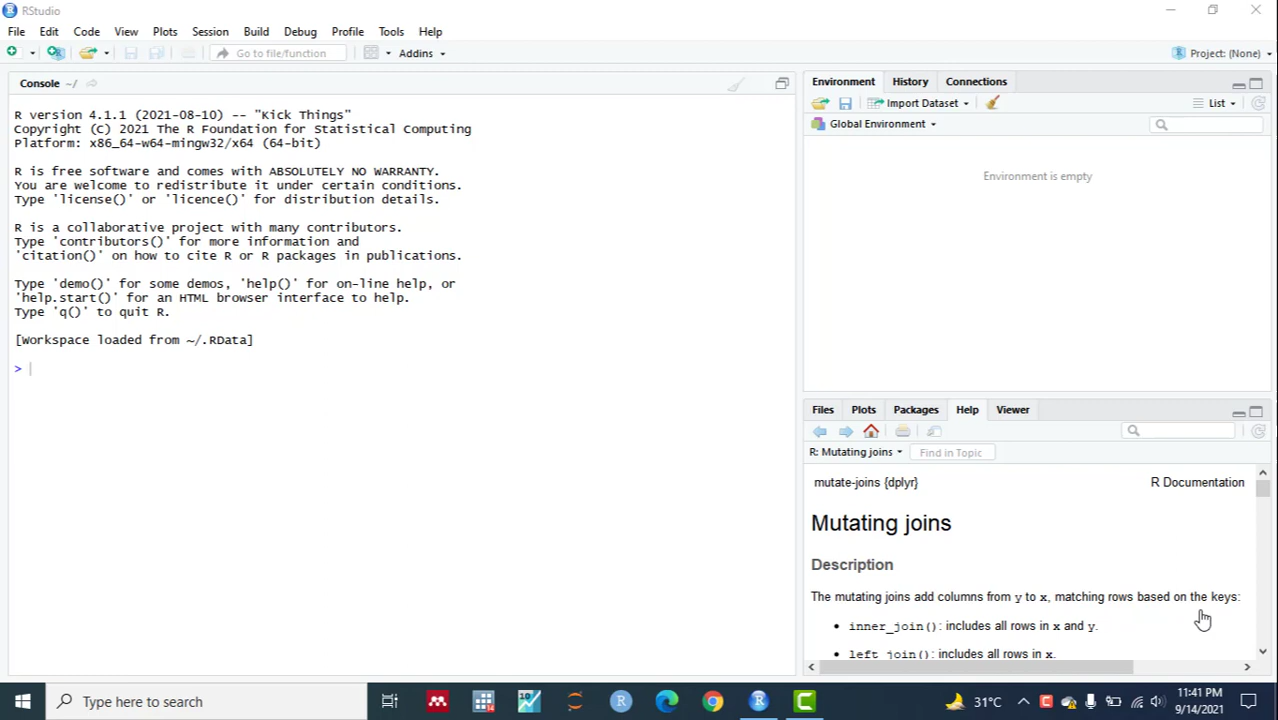 RStudio
File Edit Code View Plots Session Build Debug Profile Tools Help
Go to file/function Addins Project: (None)
Console ~/
R version 4.1.1 (2021-08-10) -- "Kick Things"
Copyright (C) 2021 The R Foundation for Statistical Computing
Platform: x86_64-w64-mingw32/x64 (64-bit)
R is free software and comes with ABSOLUTELY NO WARRANTY.
You are welcome to redistribute it under certain conditions.
Type 'license()' or 'licence()' for distribution details.
R is a collaborative project with many contributors.
Type 'contributors()' for more information and
'citation()' on how to cite R or R packages in publications.
Type 'demo()' for some demos, 'help()' for on-line help, or
'help.start()' for an HTML browser interface to help.
Type 'q()' to quit R.
[Workspace loaded from ~/.RData]
>
Environment History Connections
Import Dataset List
Global Environment
Environment is empty
Files Plots Packages Help Viewer
R: Mutating joins Find in Topic
mutate-joins {dplyr} R Documentation
Mutating joins
Description
The mutating joins add columns from y to x, matching rows based on the keys:
• inner_join(): includes all rows in x and y.
• left_join(): includes all rows in x.
Type here to search
31°C
11:41 PM
9/14/2021